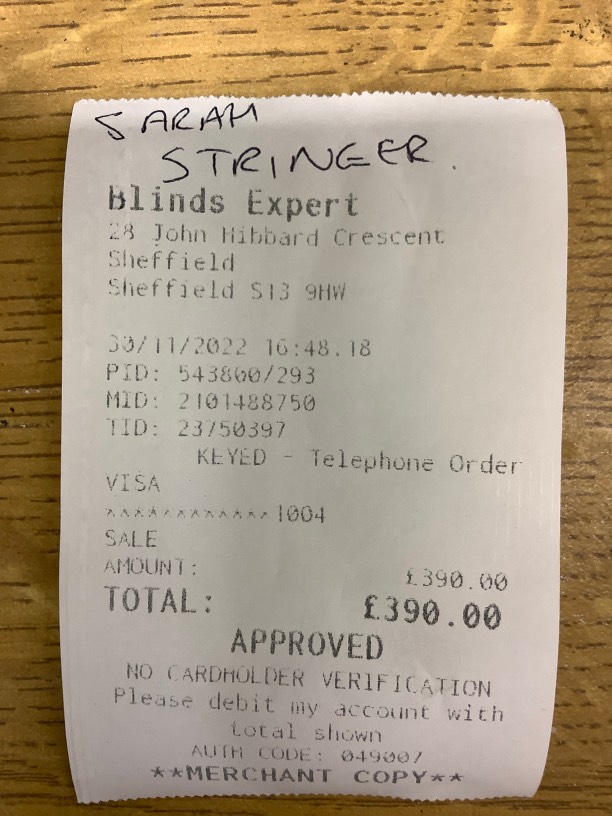 SARAH
STRINGER.
Blinds Expert
28 John Hibbard Crescent
Sheffield
Sheffield S13 9HW
30/11/2022 16:48.18
PID: 543800/293
MID: 2101488750
TID: 23750397
KEYED - Telephone Order
VISA
************1004
SALE
AMOUNT: £390.00
TOTAL: £390.00
APPROVED
NO CARDHOLDER VERIFICATION
Please debit my account with
total shown
AUTH CODE: 049007
**MERCHANT COPY**